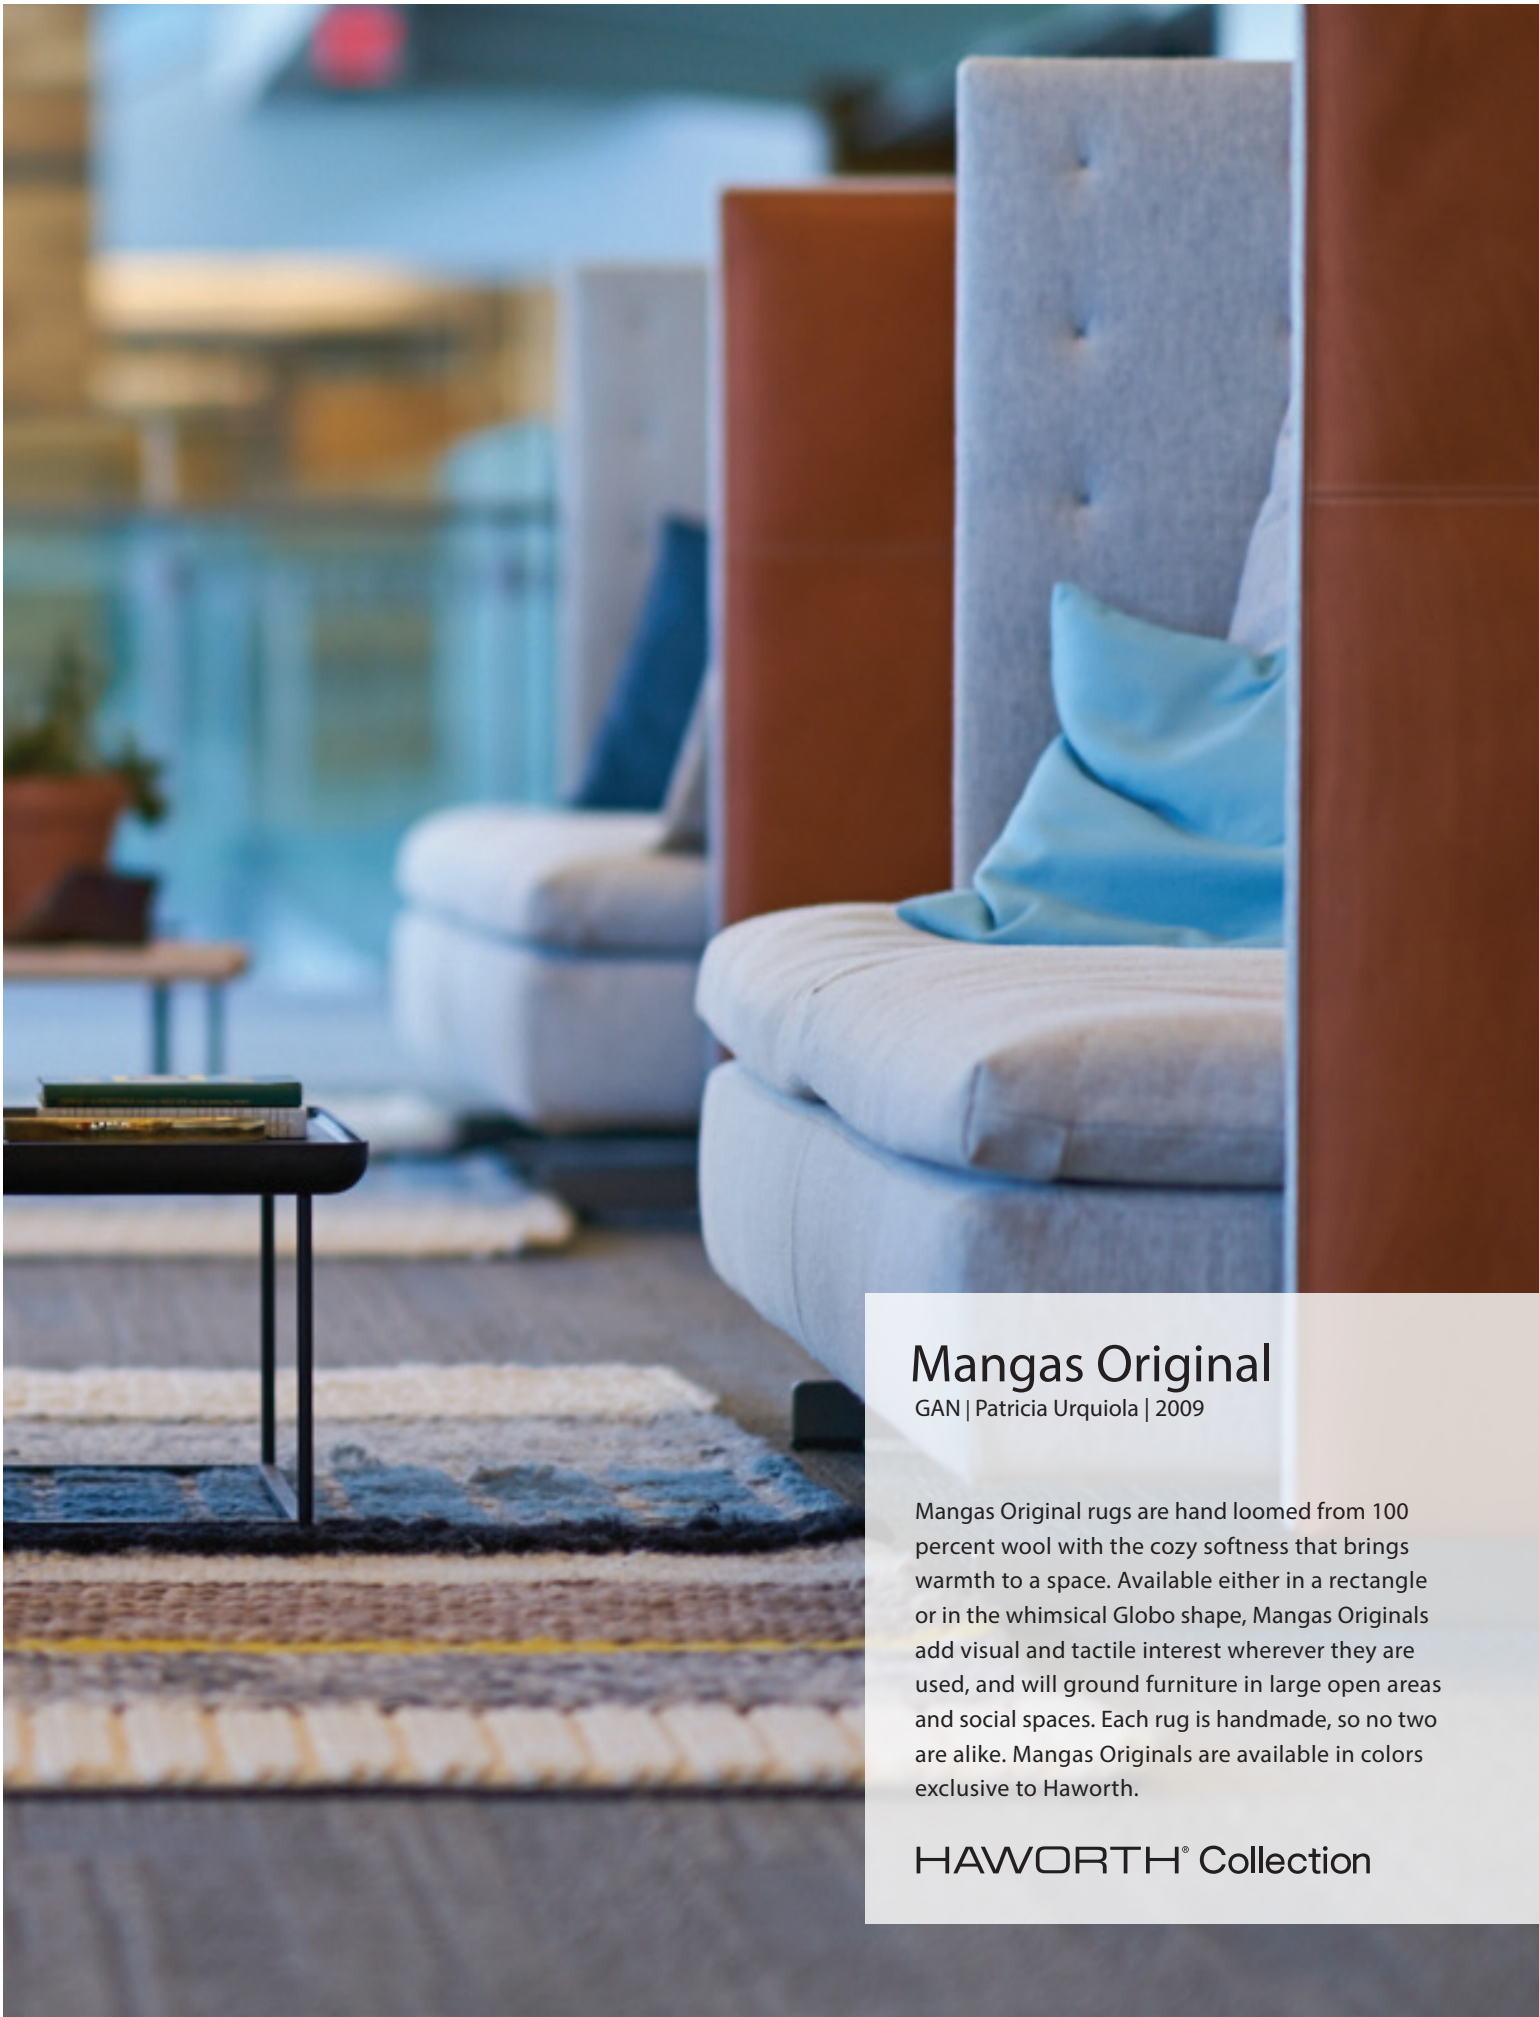 Mangas Original
GAN | Patricia Urquiola | 2009
Mangas Original rugs are hand loomed from 100
percent wool with the cozy softness that brings
warmth to a space. Available either in a rectangle
or in the whimsical Globo shape, Mangas Originals
add visual and tactile interest wherever they are
used, and will ground furniture in large open areas
and social spaces. Each rug is handmade, so no two
are alike. Mangas Originals are available in colors
exclusive to Haworth.
HAWORTH® Collection